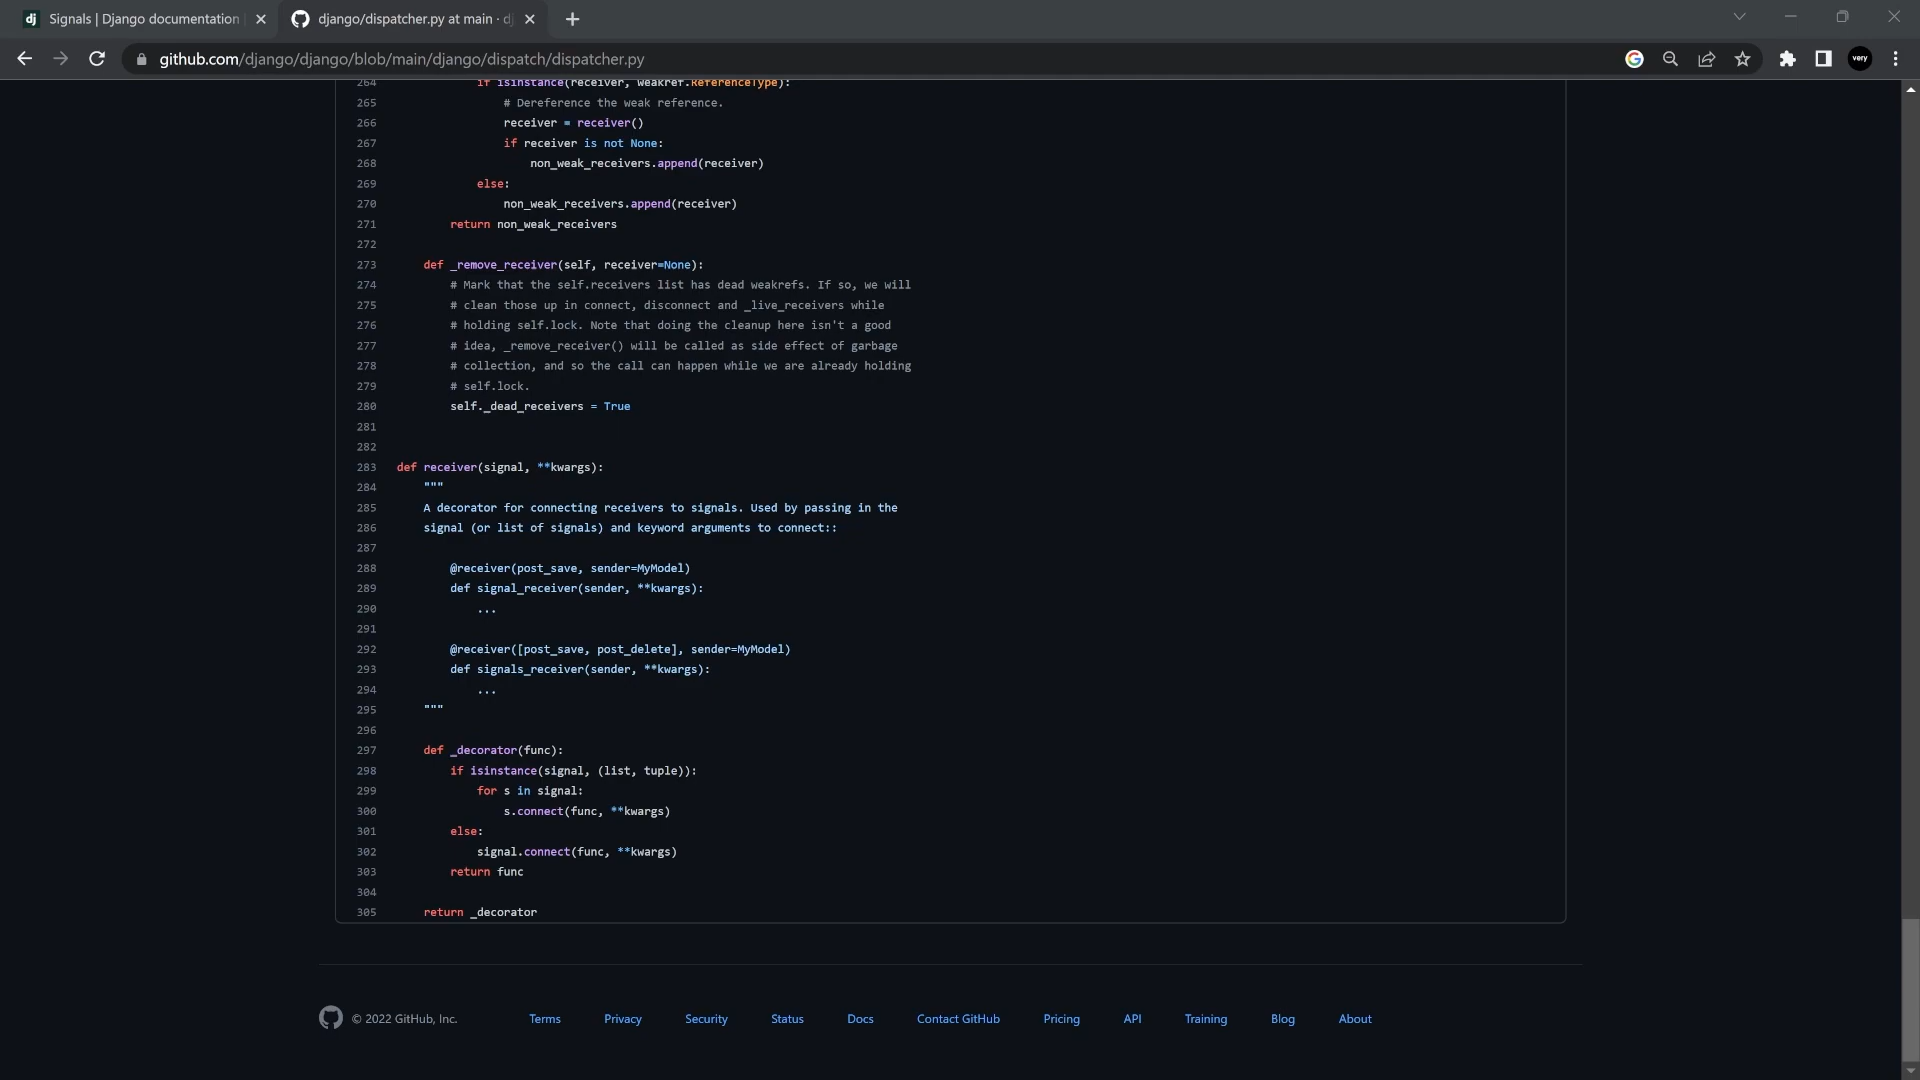 Signals | Django documentation
django/dispatcher.py at main · dj
github.com/django/django/blob/main/django/dispatch/dispatcher.py
very
264 if isinstance(receiver, weakref.ReferenceType):
265 # Dereference the weak reference.
266 receiver = receiver()
267 if receiver is not None:
268 non_weak_receivers.append(receiver)
269 else:
270 non_weak_receivers.append(receiver)
271 return non_weak_receivers
272
273 def _remove_receiver(self, receiver=None):
274 # Mark that the self.receivers list has dead weakrefs. If so, we will
275 # clean those up in connect, disconnect and _live_receivers while
276 # holding self.lock. Note that doing the cleanup here isn't a good
277 # idea, _remove_receiver() will be called as side effect of garbage
278 # collection, and so the call can happen while we are already holding
279 # self.lock.
280 self._dead_receivers = True
281
282
283 def receiver(signal, **kwargs):
284 """
285 A decorator for connecting receivers to signals. Used by passing in the
286 signal (or list of signals) and keyword arguments to connect::
287
288 @receiver(post_save, sender=MyModel)
289 def signal_receiver(sender, **kwargs):
290 ...
291
292 @receiver([post_save, post_delete], sender=MyModel)
293 def signals_receiver(sender, **kwargs):
294 ...
295 """
296
297 def _decorator(func):
298 if isinstance(signal, (list, tuple)):
299 for s in signal:
300 s.connect(func, **kwargs)
301 else:
302 signal.connect(func, **kwargs)
303 return func
304
305 return _decorator
© 2022 GitHub, Inc. Terms Privacy Security Status Docs Contact GitHub Pricing API Training Blog About